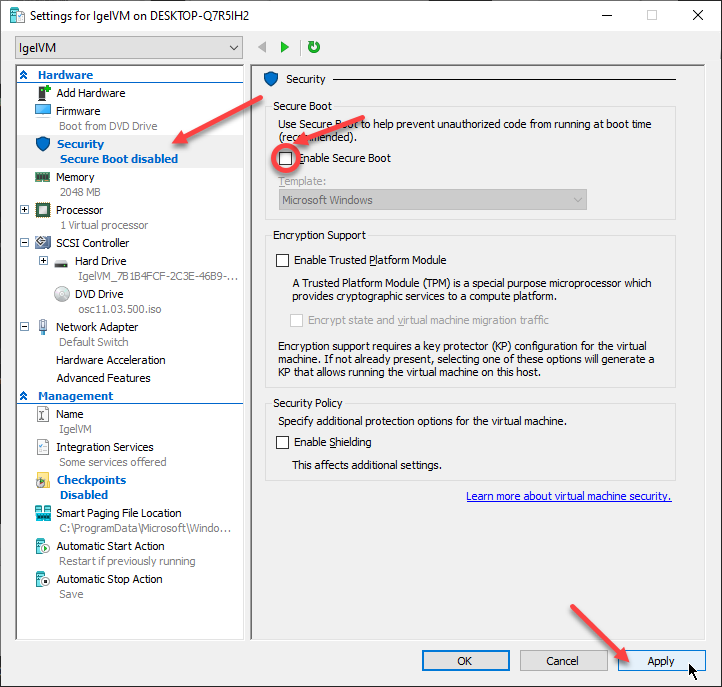 Settings for IgelVM on DESKTOP-Q7R5IH2
IgelVM
Hardware
Add Hardware
Firmware
Boot from DVD Drive
Security
Secure Boot disabled
Memory
2048 MB
Processor
1 Virtual processor
SCSI Controller
Hard Drive
IgelVM_7B1B4FCF-2C3E-46B9-...
DVD Drive
osc11.03.500.iso
Network Adapter
Default Switch
Hardware Acceleration
Advanced Features
Management
Name
IgelVM
Integration Services
Some services offered
Checkpoints
Disabled
Smart Paging File Location
C:\ProgramData\Microsoft\Windo...
Automatic Start Action
Restart if previously running
Automatic Stop Action
Save
Security
Secure Boot
Use Secure Boot to help prevent unauthorized code from running at boot time
(recommended).
Enable Secure Boot
Template:
Microsoft Windows
Encryption Support
Enable Trusted Platform Module
A Trusted Platform Module (TPM) is a special purpose microprocessor which
provides cryptographic services to a compute platform.
Encrypt state and virtual machine migration traffic
Encryption support requires a key protector (KP) configuration for the virtual
machine. If not already present, selecting one of these options will generate a
KP that allows running the virtual machine on this host.
Security Policy
Specify additional protection options for the virtual machine.
Enable Shielding
This affects additional settings.
Learn more about virtual machine security.
OK
Cancel
Apply